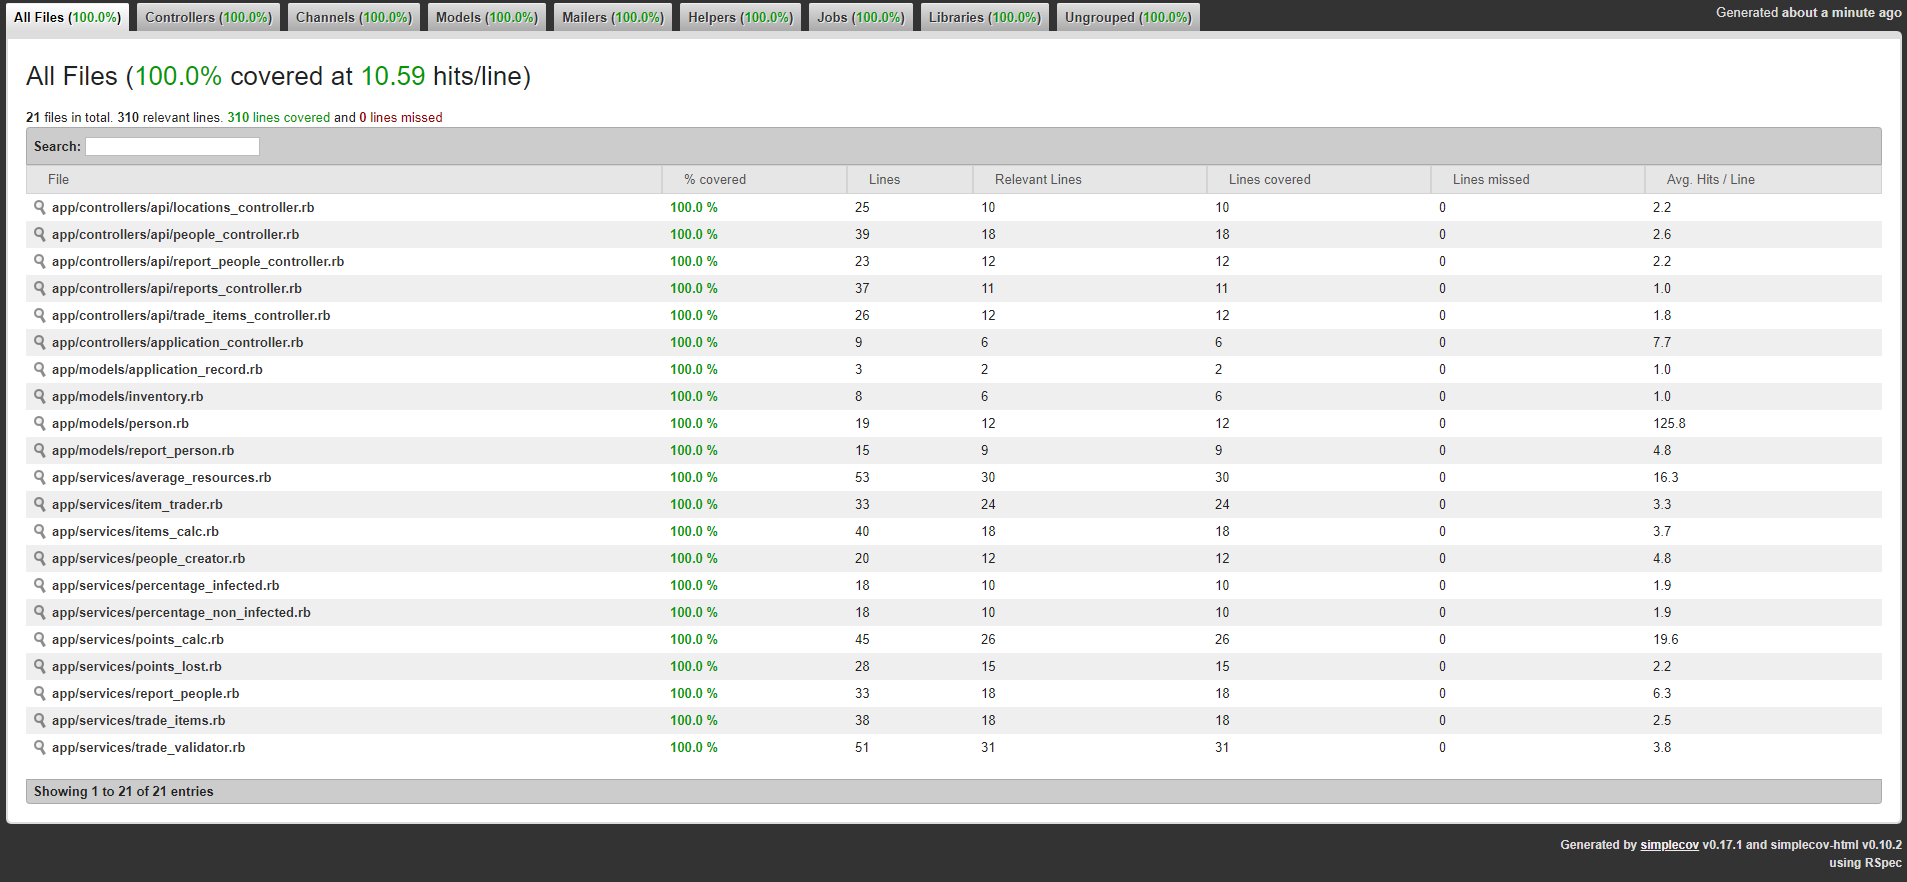 All Files (100.0%) Controllers (100.0%) Channels (100.0%) Models (100.0%) Mailers (100.0%) Helpers (100.0%) Jobs (100.0%) Libraries (100.0%) Ungrouped (100.0%) Generated about a minute ago
All Files (100.0% covered at 10.59 hits/line)
21 files in total. 310 relevant lines. 310 lines covered and 0 lines missed
Search:
File % covered Lines Relevant Lines Lines covered Lines missed Avg. Hits / Line
app/controllers/api/locations_controller.rb 100.0 % 25 10 10 0 2.2
app/controllers/api/people_controller.rb 100.0 % 39 18 18 0 2.6
app/controllers/api/report_people_controller.rb 100.0 % 23 12 12 0 2.2
app/controllers/api/reports_controller.rb 100.0 % 37 11 11 0 1.0
app/controllers/api/trade_items_controller.rb 100.0 % 26 12 12 0 1.8
app/controllers/application_controller.rb 100.0 % 9 6 6 0 7.7
app/models/application_record.rb 100.0 % 3 2 2 0 1.0
app/models/inventory.rb 100.0 % 8 6 6 0 1.0
app/models/person.rb 100.0 % 19 12 12 0 125.8
app/models/report_person.rb 100.0 % 15 9 9 0 4.8
app/services/average_resources.rb 100.0 % 53 30 30 0 16.3
app/services/item_trader.rb 100.0 % 33 24 24 0 3.3
app/services/items_calc.rb 100.0 % 40 18 18 0 3.7
app/services/people_creator.rb 100.0 % 20 12 12 0 4.8
app/services/percentage_infected.rb 100.0 % 18 10 10 0 1.9
app/services/percentage_non_infected.rb 100.0 % 18 10 10 0 1.9
app/services/points_calc.rb 100.0 % 45 26 26 0 19.6
app/services/points_lost.rb 100.0 % 28 15 15 0 2.2
app/services/report_people.rb 100.0 % 33 18 18 0 6.3
app/services/trade_items.rb 100.0 % 38 18 18 0 2.5
app/services/trade_validator.rb 100.0 % 51 31 31 0 3.8
Showing 1 to 21 of 21 entries
Generated by simplecov v0.17.1 and simplecov-html v0.10.2
using RSpec